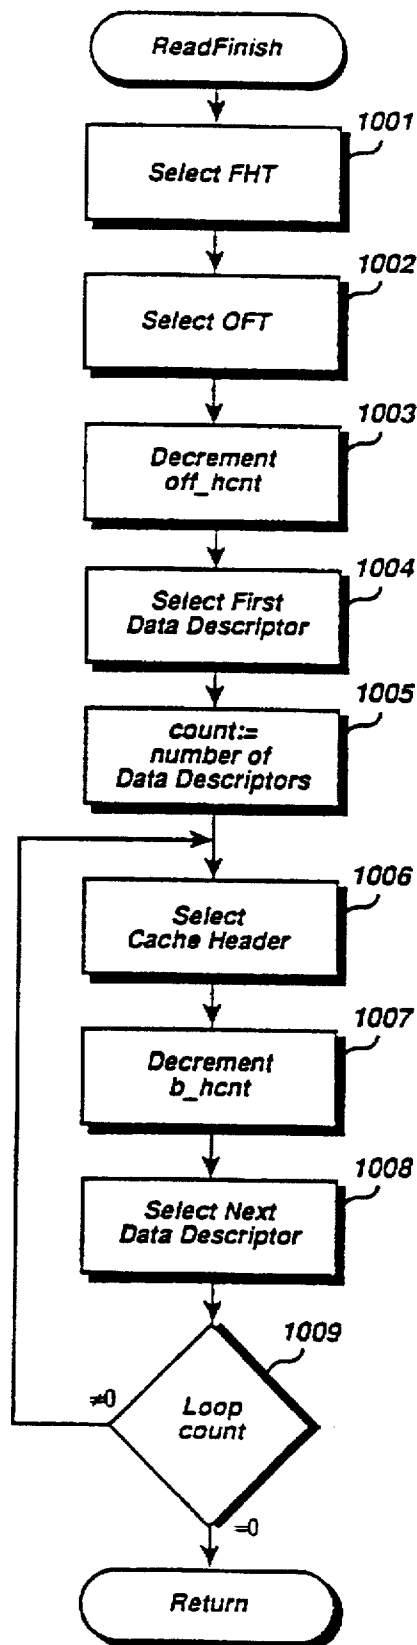 ReadFinish
1001
Select FHT
1002
Select OFT
1003
Decrement
off_hcnt
1004
Select First
Data Descriptor
1005
count:=
number of
Data Descriptors
1006
Select
Cache Header
1007
Decrement
b_hcnt
1008
Select Next
Data Descriptor
1009
≠0
Loop
count
=0
Return